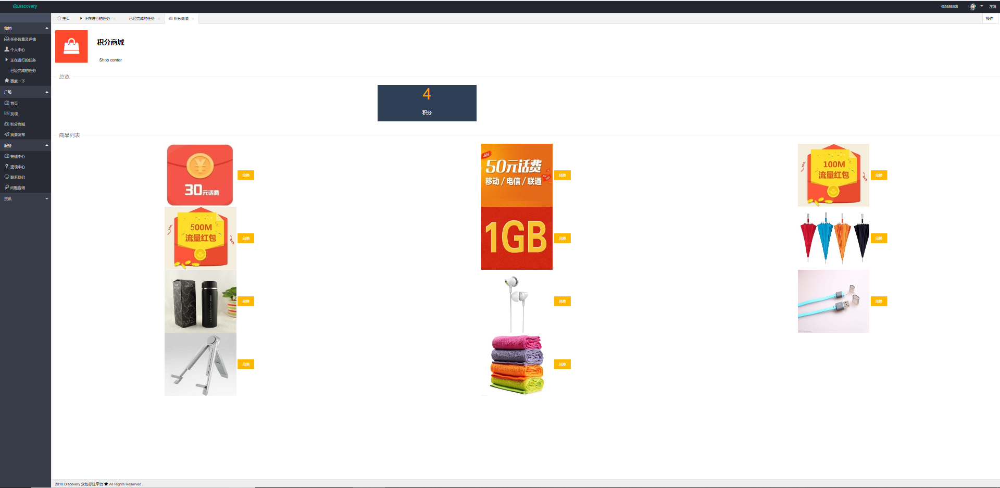 Discovery
435686808
注销
主页
正在进行的任务
已经完成的任务
积分商城
操作
我的
任务数量及详情
个人中心
正在进行的任务
已经完成的任务
百度一下
广场
首页
发现
积分商城
我要发布
服务
充值中心
提现中心
联系我们
问题咨询
资讯
积分商城
Shop center
总览
4
积分
商品列表
30元话费
兑换
50元
50元话费
移动/电信/联通
兑换
100M
流量红包
兑换
500M
流量红包
兑换
1GB
兑换
兑换
兑换
兑换
兑换
兑换
兑换
2018 Discovery 众包标注平台 ★ All Rights Reserved .